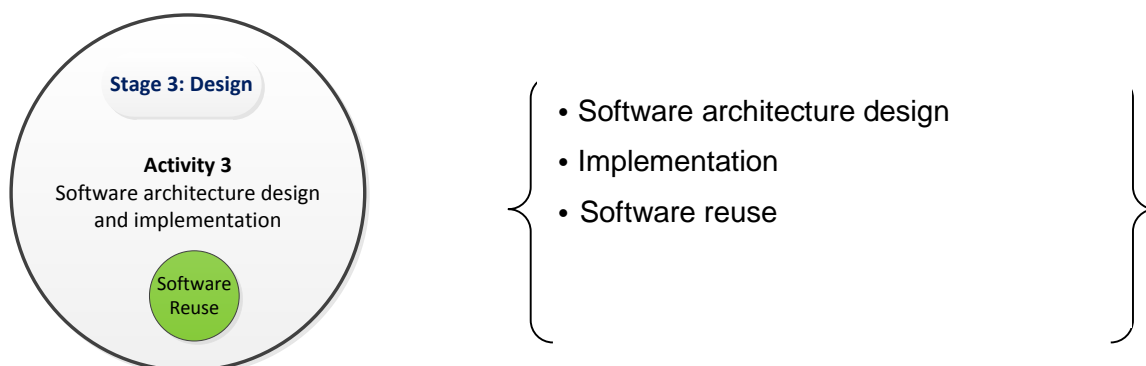 Stage 3: Design
Activity 3
Software architecture design
and implementation
Software
Reuse
• Software architecture design
• Implementation
• Software reuse